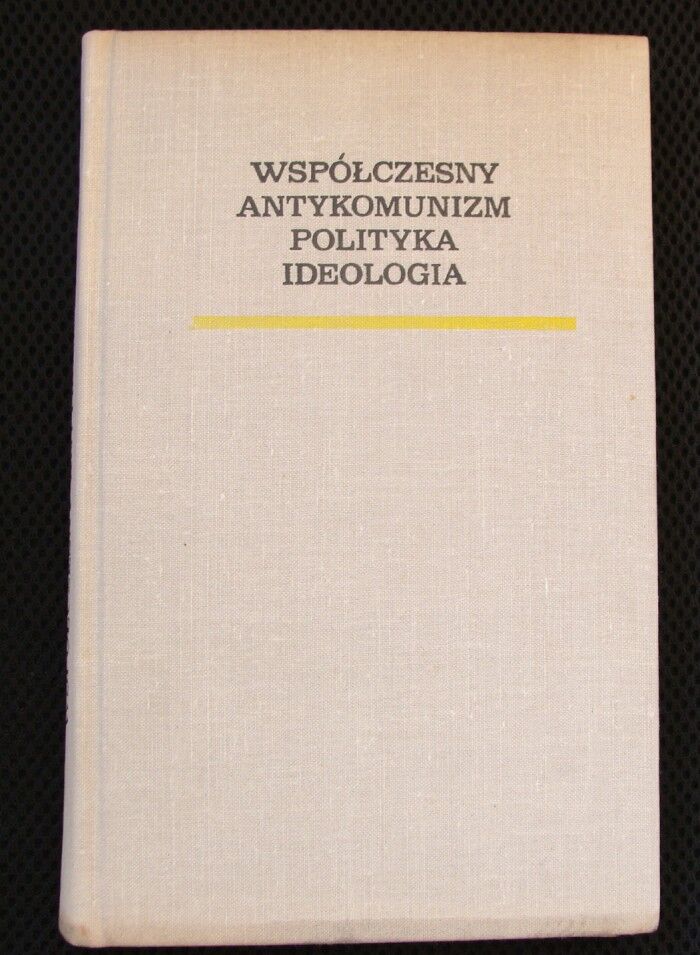 WSPÓŁCZESNY
ANTYKOMUNIZM
POLITYKA
IDEOLOGIA